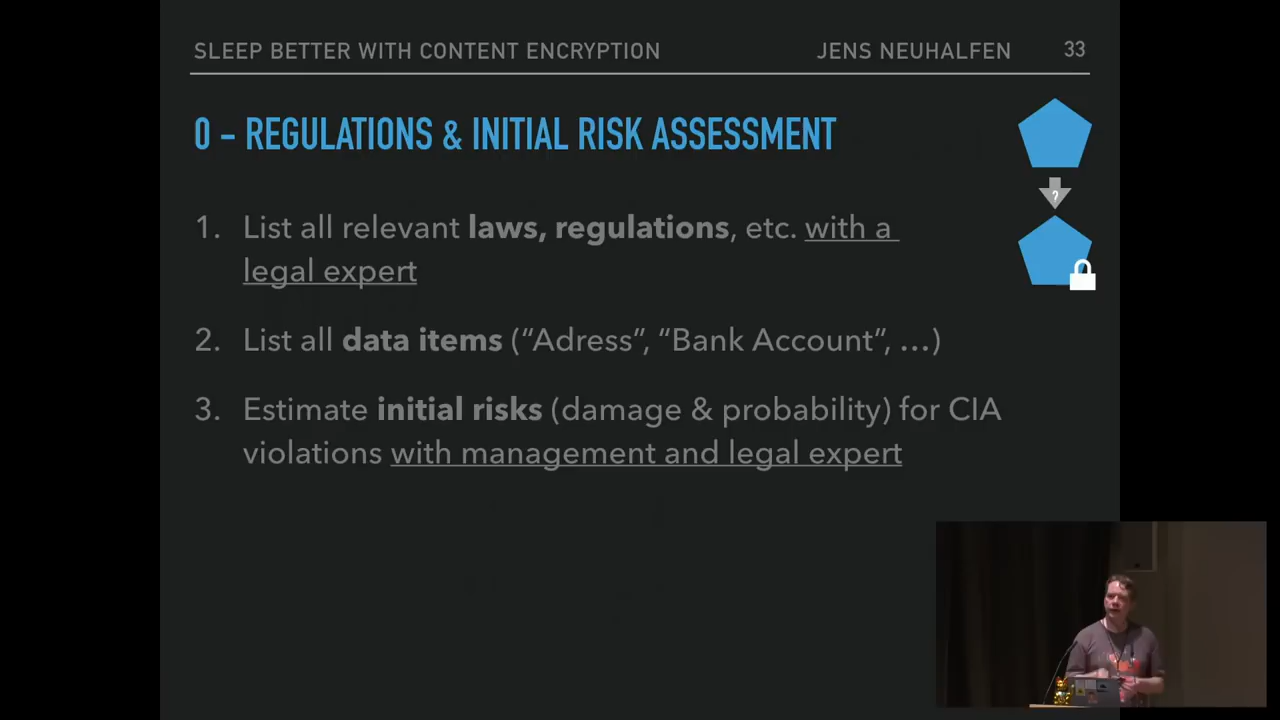 SLEEP BETTER WITH CONTENT ENCRYPTION JENS NEUHALFEN 33
0 - REGULATIONS & INITIAL RISK ASSESSMENT
?
1. List all relevant laws, regulations, etc. with a
legal expert
2. List all data items (“Adress”, “Bank Account”, …)
3. Estimate initial risks (damage & probability) for CIA
violations with management and legal expert